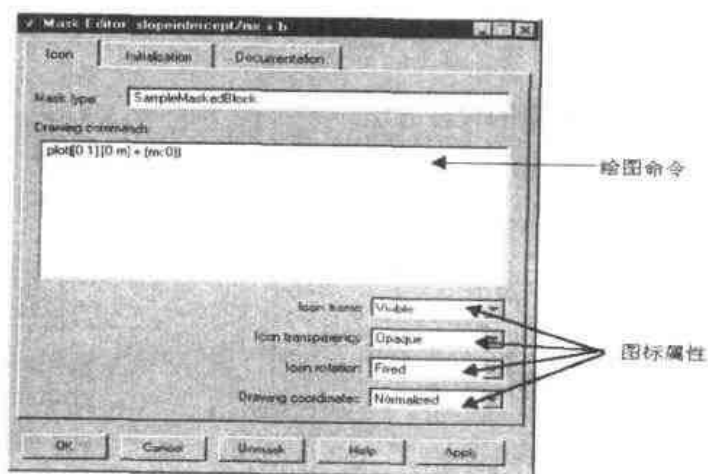 Mask Editor: slopeintercept/mx + b
Icon
Initialization
Documentation
Mask type:
SampleMaskedBlock
Drawing commands
plot([0 1],[0 m] + (m<0))
绘图命令
Icon frame
Visible
Icon transparency
Opaque
图标属性
Icon rotation
Fixed
Drawing coordinates
Normalized
OK
Cancel
Unmask
Help
Apply